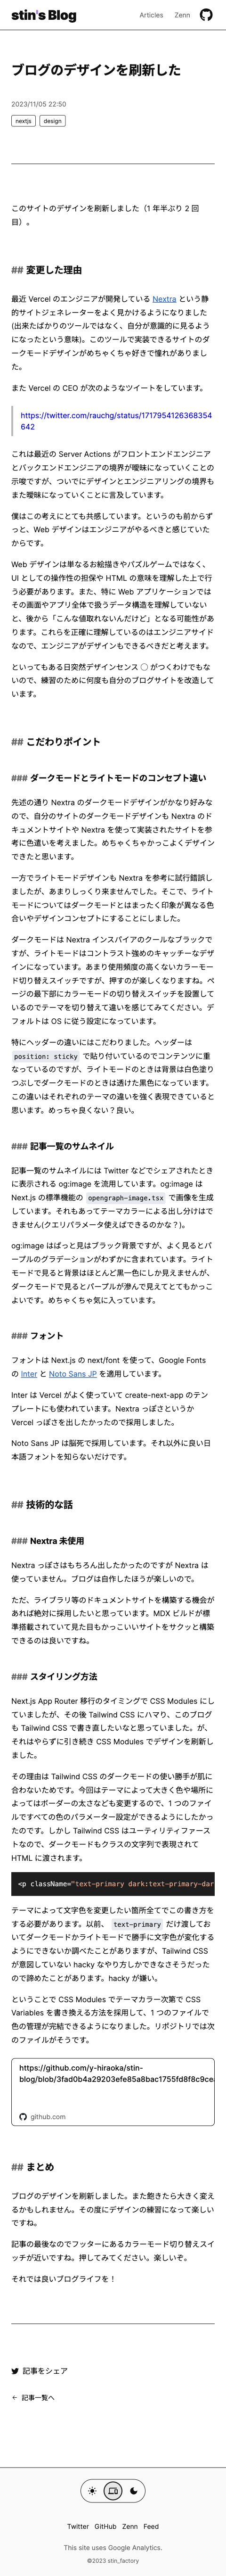 stin's Blog
Articles Zenn
ブログのデザインを刷新した
2023/11/05 22:50
nextjs design
このサイトのデザインを刷新しました（1 年半ぶり 2 回
目）。
## 変更した理由
最近 Vercel のエンジニアが開発している Nextra という静
的サイトジェネレーターをよく見かけるようになりました
(出来たばかりのツールではなく、自分が意識的に見るよう
になったという意味)。このツールで実装できるサイトのダ
ークモードデザインがめちゃくちゃ好きで憧れがありまし
た。
また Vercel の CEO が次のようなツイートをしています。
https://twitter.com/rauchg/status/1717954126368354
642
これは最近の Server Actions がフロントエンドエンジニア
とバックエンドエンジニアの境界が曖昧になっていくことの
示唆ですが、ついでにデザインとエンジニアリングの境界も
また曖昧になっていくことに言及しています。
僕はこの考えにとても共感しています。というのも前からず
っと、Web デザインはエンジニアがやるべきと感じていた
からです。
Web デザインは単なるお絵描きやパズルゲームではなく、
UI としての操作性の担保や HTML の意味を理解した上で行
う必要があります。また、特に Web アプリケーションでは
その画面やアプリ全体で扱うデータ構造を理解していない
と、後から「こんな値取れないんだけど」となる可能性があ
ります。これらを正確に理解しているのはエンジニアサイド
なので、エンジニアがデザインもできるべきだと考えます。
といってもある日突然デザインセンス ◯ がつくわけでもな
いので、練習のために何度も自分のブログサイトを改造して
います。
## こだわりポイント
### ダークモードとライトモードのコンセプト違い
先述の通り Nextra のダークモードデザインがかなり好みな
ので、自分のサイトのダークモードデザインも Nextra のド
キュメントサイトや Nextra を使って実装されたサイトを参
考に色遣いを考えました。めちゃくちゃかっこよくデザイン
できたと思います。
一方でライトモードデザインも Nextra を参考に試行錯誤し
ましたが、あまりしっくり来ませんでした。そこで、ライト
モードについてはダークモードとはまったく印象が異なる色
合いやデザインコンセプトにすることにしました。
ダークモードは Nextra インスパイアのクールなブラックで
すが、ライトモードはコントラスト強めのキャッチーなデザ
インになっています。あまり使用頻度の高くないカラーモー
ド切り替えスイッチですが、押すのが楽しくなりますね。ペ
ージの最下部にカラーモードの切り替えスイッチを設置して
いるのでテーマを切り替えて違いを感じてみてください。デ
フォルトは OS に従う設定になっています。
特にヘッダーの違いにはこだわりました。ヘッダーは
position: sticky で貼り付いているのでコンテンツに重
なっているのですが、ライトモードのときは背景は白色塗り
つぶしでダークモードのときは透けた黒色になっています。
この違いはそれぞれのテーマの違いを強く表現できていると
思います。めっちゃ良くない？良い。
### 記事一覧のサムネイル
記事一覧のサムネイルには Twitter などでシェアされたとき
に表示される og:image を流用しています。og:image は
Next.js の標準機能の opengraph-image.tsx で画像を生成
しています。それもあってテーマカラーによる出し分けはで
きません(クエリパラメータ使えばできるのかな？)。
og:image はぱっと見はブラック背景ですが、よく見るとパ
ープルのグラデーションがわずかに含まれています。ライト
モードで見ると背景はほとんど黒一色にしか見えませんが、
ダークモードで見るとパープルが滲んで見えてとてもかっこ
よいです。めちゃくちゃ気に入っています。
### フォント
フォントは Next.js の next/font を使って、Google Fonts
の Inter と Noto Sans JP を適用しています。
Inter は Vercel がよく使っていて create-next-app のテン
プレートにも使われています。Nextra っぽさというか
Vercel っぽさを出したかったので採用しました。
Noto Sans JP は脳死で採用しています。それ以外に良い日
本語フォントを知らないだけです。
## 技術的な話
### Nextra 未使用
Nextra っぽさはもちろん出したかったのですが Nextra は
使っていません。ブログは自作したほうが楽しいので。
ただ、ライブラリ等のドキュメントサイトを構築する機会が
あれば絶対に採用したいと思っています。MDX ビルドが標
準搭載されていて見た目もかっこいいサイトをサクッと構築
できるのは良いですね。
### スタイリング方法
Next.js App Router 移行のタイミングで CSS Modules にし
ていましたが、その後 Tailwind CSS にハマり、このブログ
も Tailwind CSS で書き直したいなと思っていました。が、
それはやらずに引き続き CSS Modules でデザインを刷新し
ました。
その理由は Tailwind CSS のダークモードの使い勝手が肌に
合わないためです。今回はテーマによって大きく色や場所に
よってはボーダーの太さなども変更するので、1 つのファイ
ルですべての色のパラメーター設定ができるようにしたかっ
たのです。しかし Tailwind CSS はユーティリティファース
トなので、ダークモードもクラスの文字列で表現されて
HTML に渡されます。
<p className="text-primary dark:text-primary-dar
テーマによって文字色を変更したい箇所全てでこの書き方を
する必要があります。以前、 text-primary だけ渡してお
いてダークモードかライトモードで勝手に文字色が変化する
ようにできないか調べたことがありますが、Tailwind CSS
が意図していない hacky なやり方しかできなさそうだった
ので諦めたことがあります。hacky が嫌い。
ということで CSS Modules でテーマカラー次第で CSS
Variables を書き換える方法を採用して、1 つのファイルで
色の管理が完結できるようになりました。リポジトリでは次
のファイルがそうです。
https://github.com/y-hiraoka/stin-
blog/blob/3fad0b4a29203efe85a8bac1755fd8f8c9cea
github.com
## まとめ
ブログのデザインを刷新しました。また飽きたら大きく変え
るかもしれません。その度にデザインの練習になって楽しい
ですね。
記事の最後なのでフッターにあるカラーモード切り替えスイ
ッチが近いですね。押してみてください。楽しいぞ。
それでは良いブログライフを！
記事をシェア
← 記事一覧へ
Twitter GitHub Zenn Feed
This site uses Google Analytics.
©2023 stin_factory